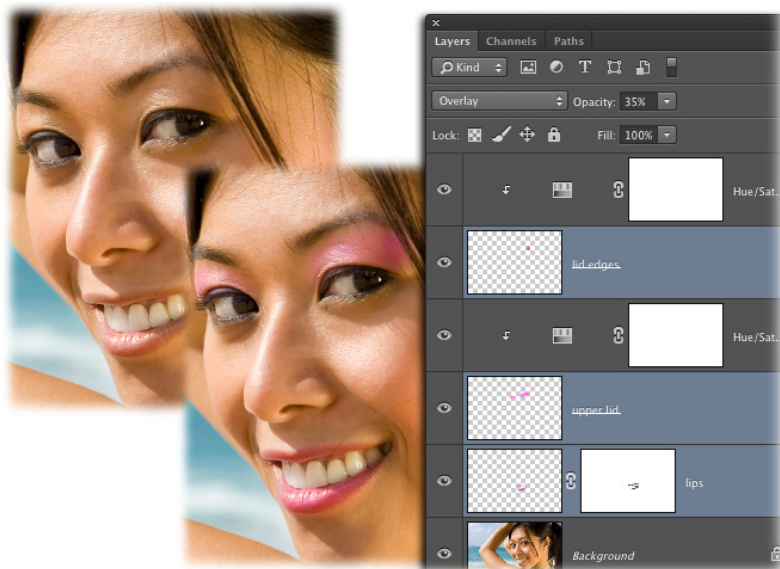 Layers Channels Paths
Kind
Overlay Opacity: 35%
Lock: Fill: 100%
Hue/Sat...
lid edges
Hue/Sat...
upper lid
lips
Background